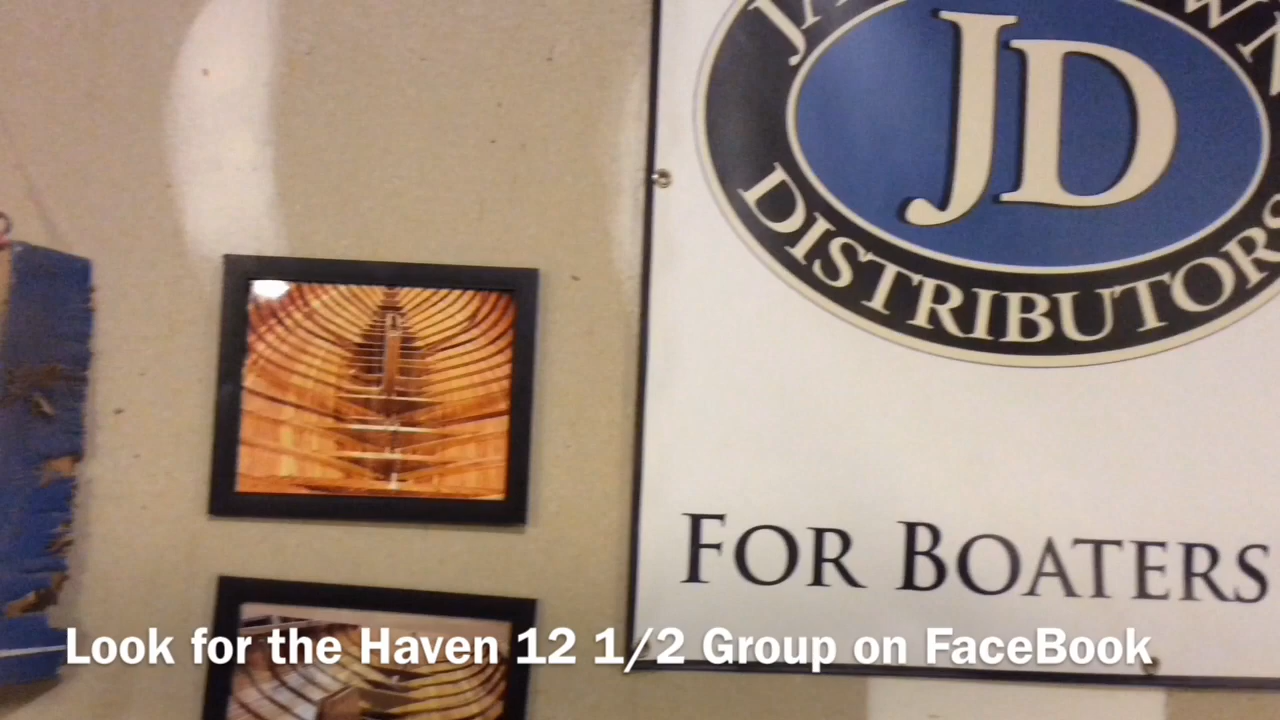 JD
DISTRIBUTORS
FOR BOATERS
Look for the Haven 12 1/2 Group on FaceBook